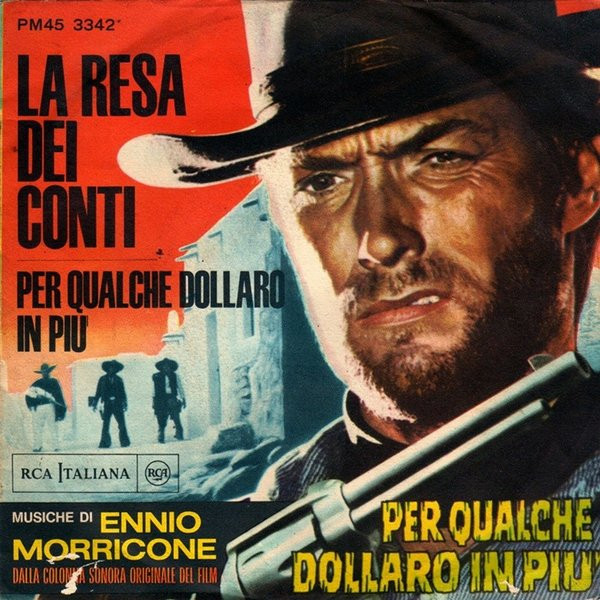 PM45 3342*
LA RESA
DEI
CONTI
PER QUALCHE DOLLARO
IN PIU'
RCA ITALIANA RCA
MUSICHE DI ENNIO
MORRICONE
DALLA COLONNA SONORA ORIGINALE DEL FILM
PER QUALCHE
DOLLARO IN PIU'